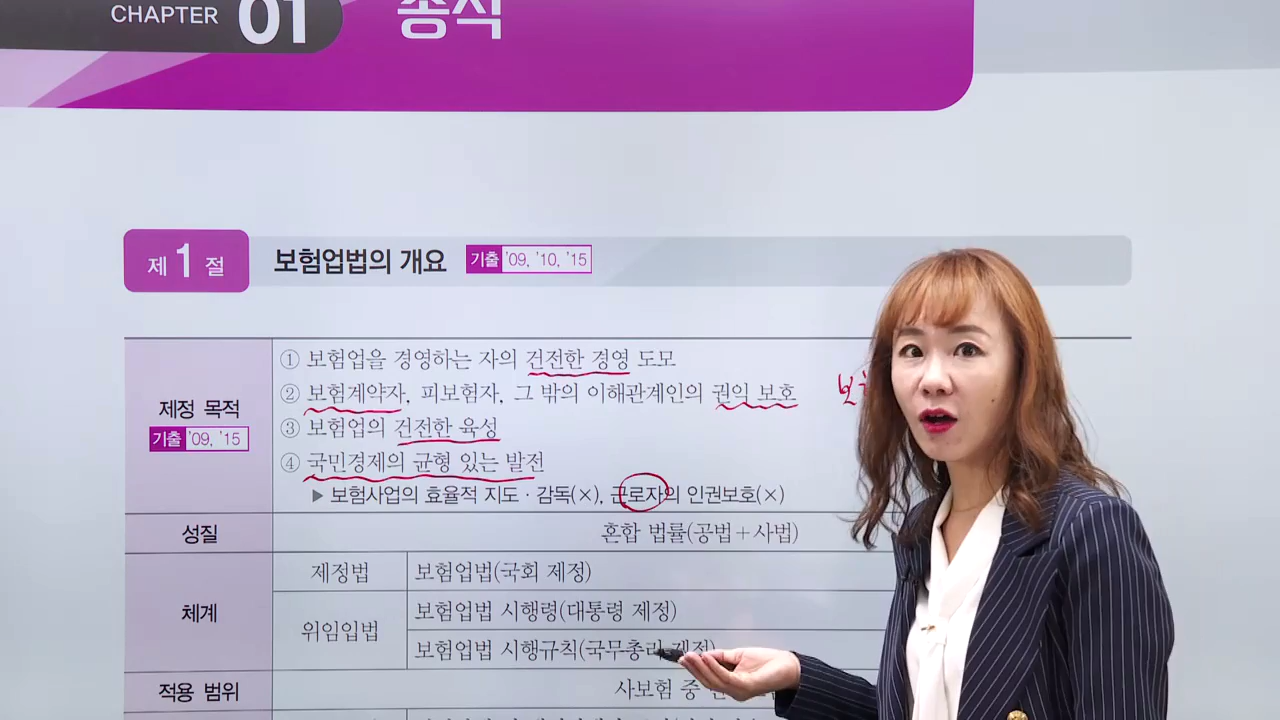 CHAPTER 01 총칙
제1절 보험업법의 개요 기출 '09, '10, '15
제정 목적
기출 '09, '15
① 보험업을 경영하는 자의 건전한 경영 도모
② 보험계약자, 피보험자, 그 밖의 이해관계인의 권익 보호
③ 보험업의 건전한 육성
④ 국민경제의 균형 있는 발전
▶ 보험사업의 효율적 지도·감독(×), 근로자의 인권보호(×)
성질 혼합 법률(공법+사법)
체계
제정법 보험업법(국회 제정)
위임입법
보험업법 시행령(대통령 제정)
보험업법 시행규칙(국무총리 제정)
적용 범위 사보험 중